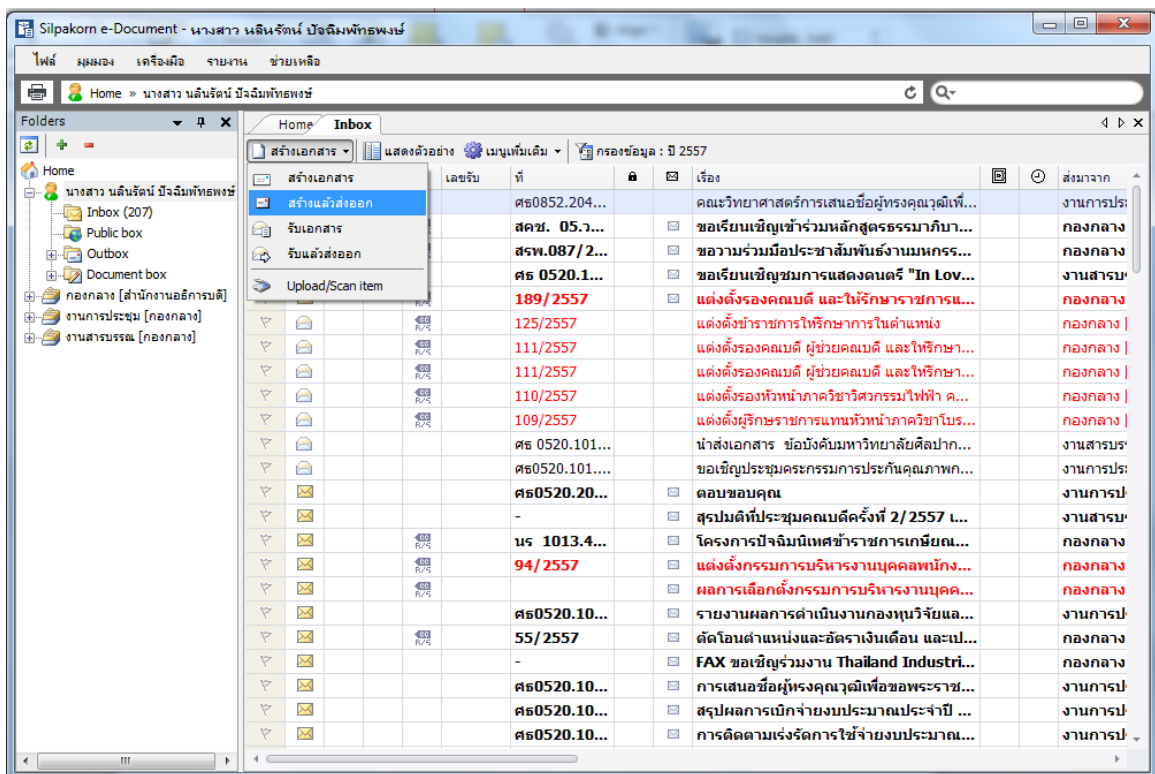 Silpakorn e-Document - นางสาว นลินรัตน์ ปัจฉิมพัทธพงษ์
ไฟล์ มุมมอง เครื่องมือ รายงาน ช่วยเหลือ
Home » นางสาว นลินรัตน์ ปัจฉิมพัทธพงษ์
Folders
Home
นางสาว นลินรัตน์ ปัจฉิมพัทธพงษ์
Inbox (207)
Public box
Outbox
Document box
กองกลาง [สำนักงานอธิการบดี]
งานการประชุม [กองกลาง]
งานสารบรรณ [กองกลาง]
Home Inbox
สร้างเอกสาร แสดงตัวอย่าง เมนูเพิ่มเติม กรองข้อมูล : ปี 2557
สร้างเอกสาร
สร้างแล้วส่งออก
รับเอกสาร
รับแล้วส่งออก
Upload/Scan item
เลขรับ ที่ เรื่อง ส่งมาจาก
ศธ0852.204... คณะวิทยาศาสตร์การเสนอชื่อผู้ทรงคุณวุฒิเพื่... งานการประ
สคช. 05.ว... ขอเรียนเชิญเข้าร่วมหลักสูตรธรรมาภิบา... กองกลาง
สรพ.087/2... ขอวามร่วมมือประชาสัมพันธ์งานมหกรร... กองกลาง
ศธ 0520.1... ขอเรียนเชิญชมการแสดงดนตรี "In Lov... งานสารบ
189/2557 แต่งตั้งรองคณบดี และให้รักษาราชการแ... กองกลาง
125/2557 แต่งตั้งข้าราชการให้รักษาการในตำแหน่ง กองกลาง [
111/2557 แต่งตั้งรองคณบดี ผู้ช่วยคณบดี และให้รักษา... กองกลาง [
111/2557 แต่งตั้งรองคณบดี ผู้ช่วยคณบดี และให้รักษา... กองกลาง [
110/2557 แต่งตั้งรองหัวหน้าภาควิชาวิศวกรรมไฟฟ้า ค... กองกลาง [
109/2557 แต่งตั้งผู้รักษราชการแทนหัวหน้าภาควิชาโบร... กองกลาง [
ศธ 0520.101... นำส่งเอกสาร ข้อบังคับมหาวิทยาลัยศิลปาก... งานสารบร
ศธ0520.101.... ขอเชิญประชุมคระกรรมการประกันคุณภาพก... งานการประ
ศธ0520.20... ตอบขอบคุณ งานการป
- สรุปมติที่ประชุมคณบดีครั้งที่ 2/2557 เ... งานสารบ
นร 1013.4... โครงการปัจฉิมนิเทศข้าราชการเกษียณ... กองกลาง
94/2557 แต่งตั้งกรรมการบริหารงานบุคคลพนักง... กองกลาง
ผลการเลือกตั้งกรรมการบริหารงานบุคค... กองกลาง
ศธ0520.10... รายงานผลการดำเนินงานกองทุนวิจัยแล... งานการป
55/2557 ตัดโอนตำแหน่งและอัตราเงินเดือน และเป... กองกลาง
- FAX ขอเชิญร่วมงาน Thailand Industri... กองกลาง
ศธ0520.10... การเสนอชื่อผู้ทรงคุณวุฒิเพื่อขอพระราช... งานการป
ศธ0520.10... สรุปผลการเบิกจ่ายงบประมาณประจำปี ... งานการป
ศธ0520.10... การติดตามเร่งรัดการใช้จ่ายงบประมาณ... งานการป